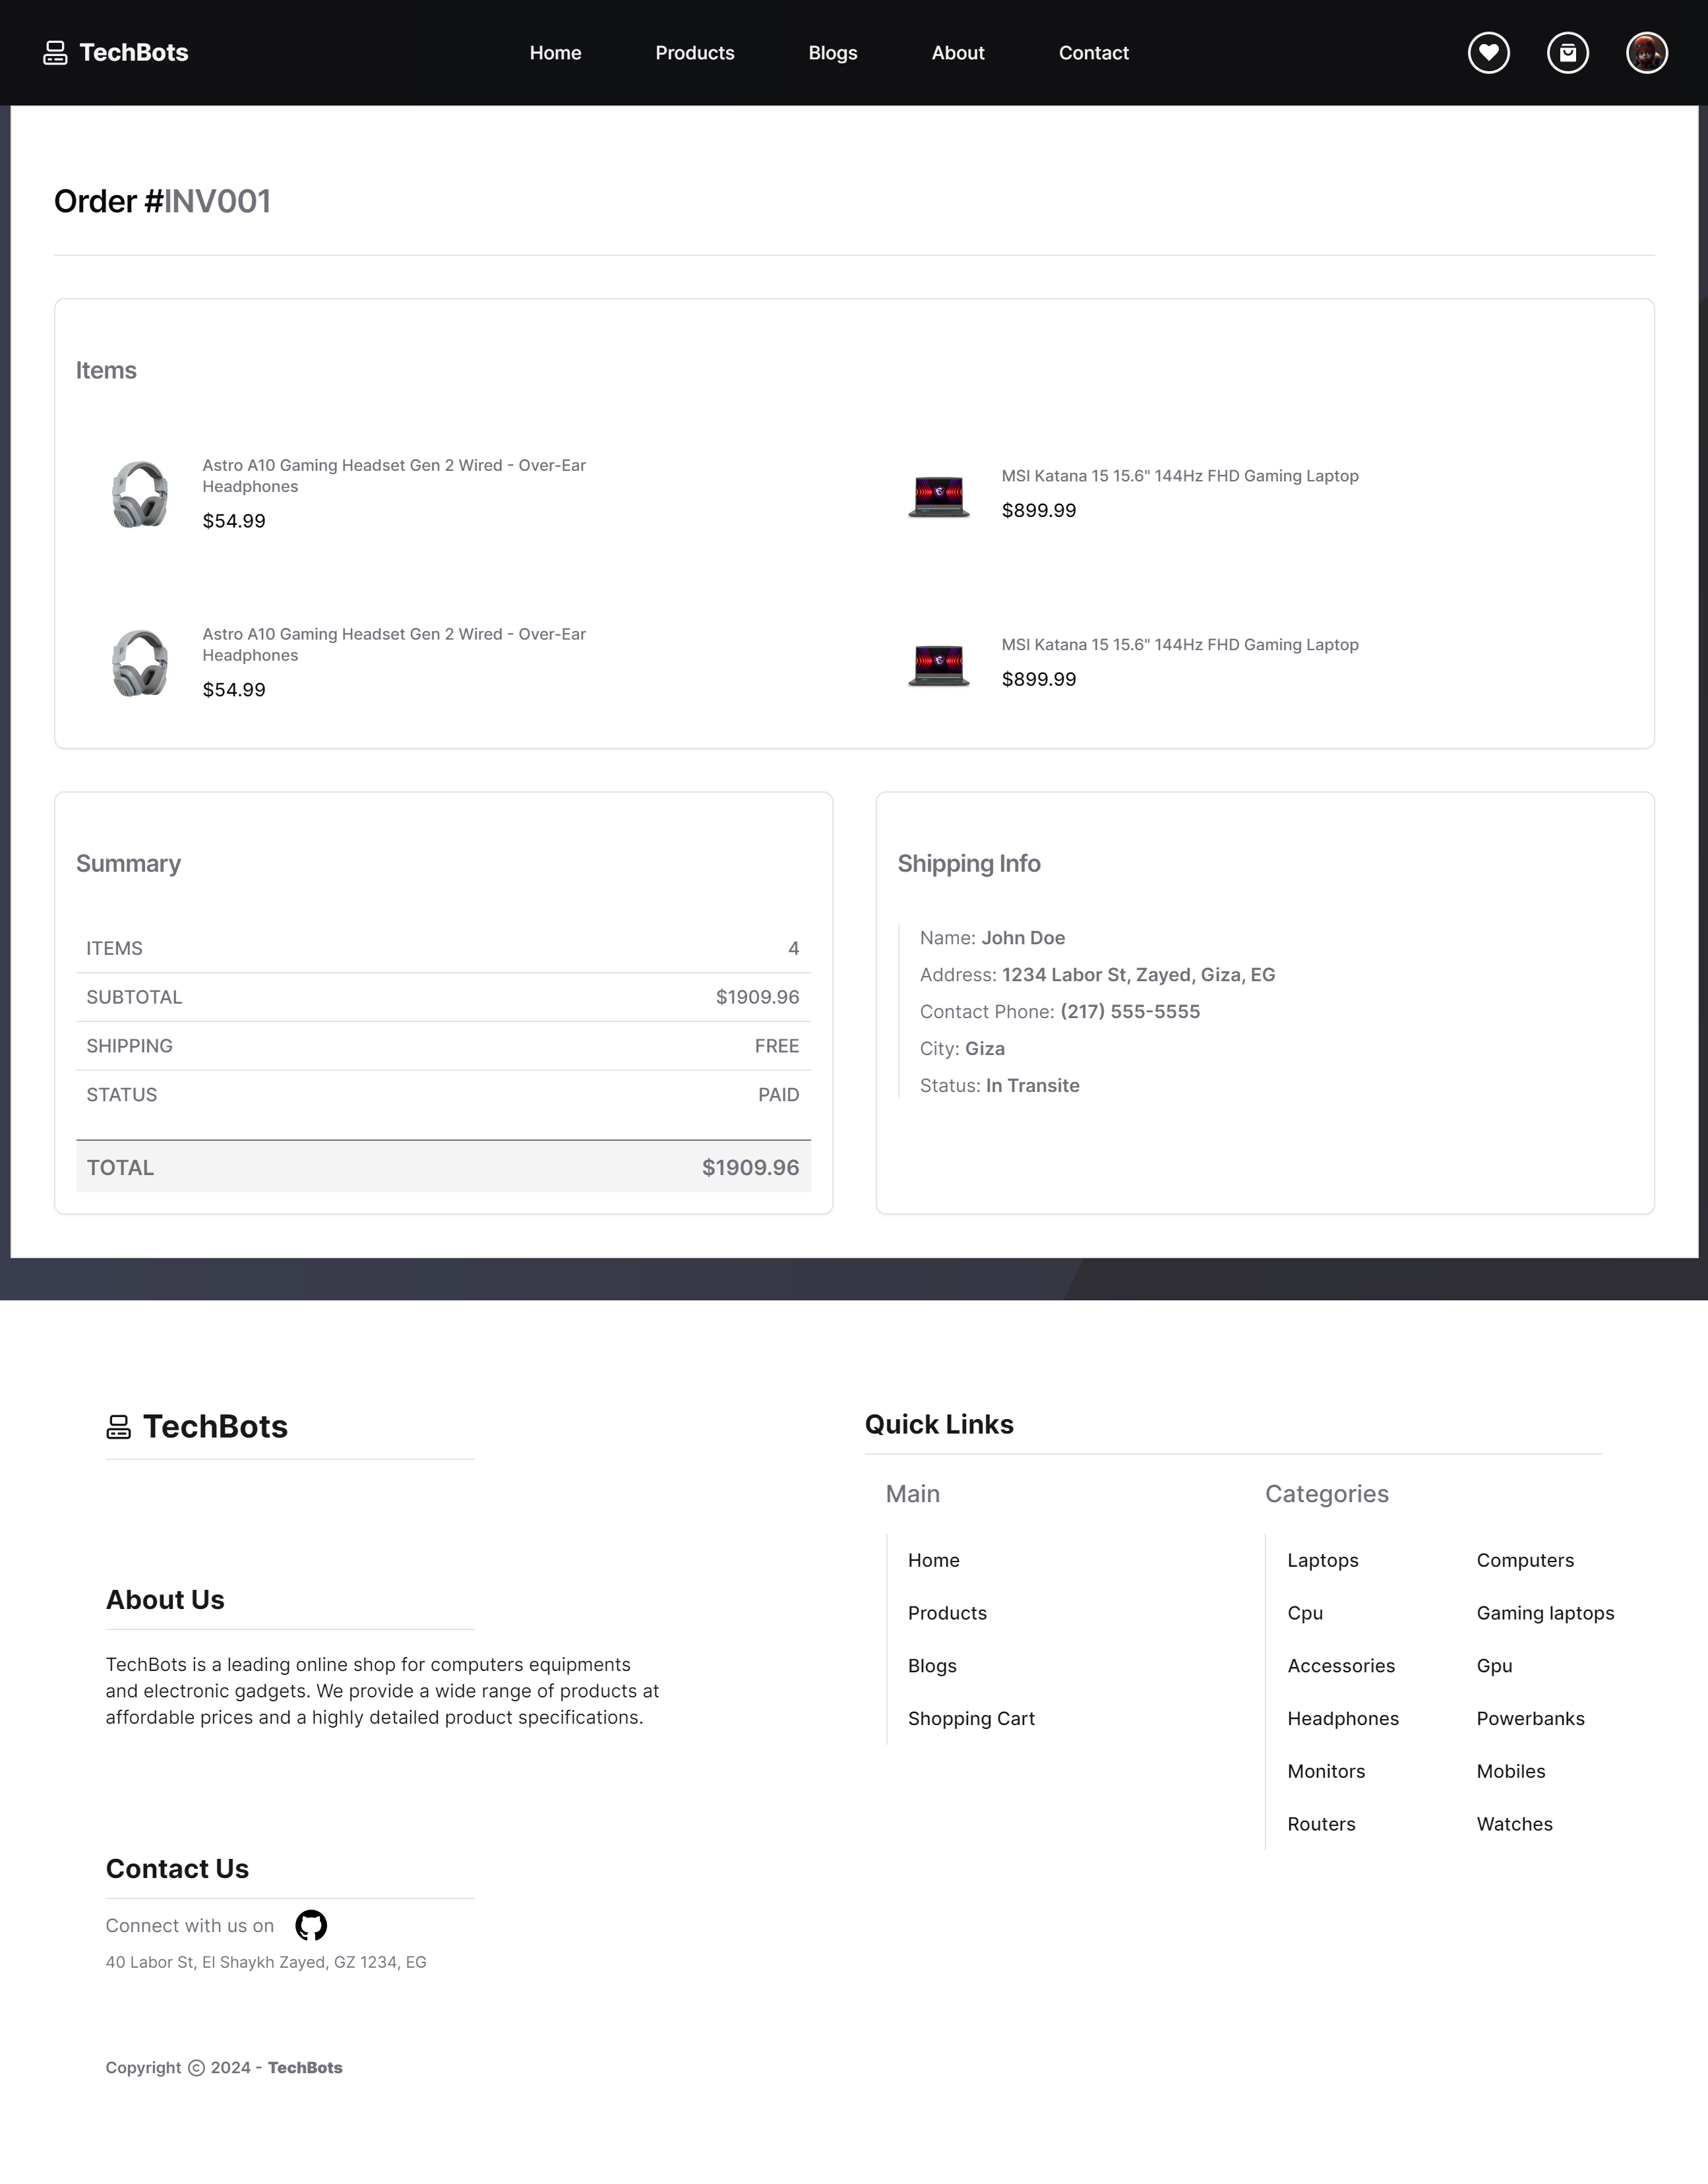 TechBots
Home
Products
Blogs
About
Contact
Order #INV001
Items
Astro A10 Gaming Headset Gen 2 Wired - Over-Ear
Headphones
$54.99
MSI Katana 15 15.6" 144Hz FHD Gaming Laptop
$899.99
Astro A10 Gaming Headset Gen 2 Wired - Over-Ear
Headphones
$54.99
MSI Katana 15 15.6" 144Hz FHD Gaming Laptop
$899.99
Summary
ITEMS 4
SUBTOTAL $1909.96
SHIPPING FREE
STATUS PAID
TOTAL $1909.96
Shipping Info
Name: John Doe
Address: 1234 Labor St, Zayed, Giza, EG
Contact Phone: (217) 555-5555
City: Giza
Status: In Transite
TechBots
About Us
TechBots is a leading online shop for computers equipments
and electronic gadgets. We provide a wide range of products at
affordable prices and a highly detailed product specifications.
Contact Us
Connect with us on
40 Labor St, El Shaykh Zayed, GZ 1234, EG
Quick Links
Main
Home
Products
Blogs
Shopping Cart
Categories
Laptops Computers
Cpu Gaming laptops
Accessories Gpu
Headphones Powerbanks
Monitors Mobiles
Routers Watches
Copyright © 2024 - TechBots